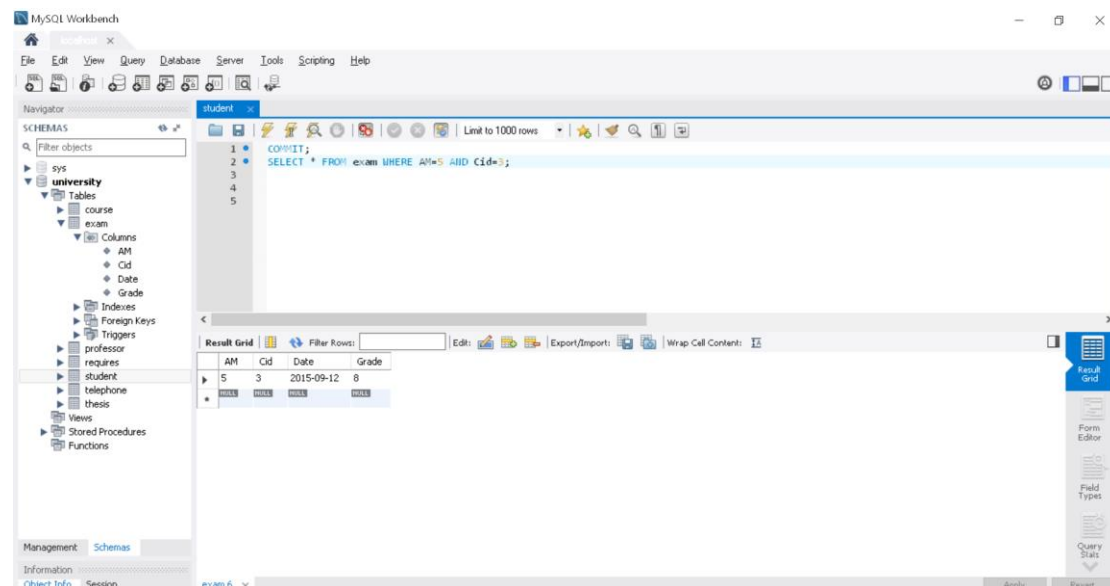 MySQL Workbench
File Edit View Query Database Server Tools Scripting Help
Navigator
SCHEMAS
Filter objects
sys
university
Tables
course
exam
Columns
AM
Cid
Date
Grade
Indexes
Foreign Keys
Triggers
professor
requires
student
telephone
thesis
Views
Stored Procedures
Functions
Management Schemas
Information
Object Info Session
student
Limit to 1000 rows
1 COMMIT;
2 SELECT * FROM exam WHERE AM=5 AND Cid=3;
3
4
5
Result Grid Filter Rows: Edit: Export/Import: Wrap Cell Content:
AM Cid Date Grade
5 3 2015-09-12 8
NULL NULL NULL NULL
Result Grid
Form Editor
Field Types
Query Stats
exam 6
Apply Revert